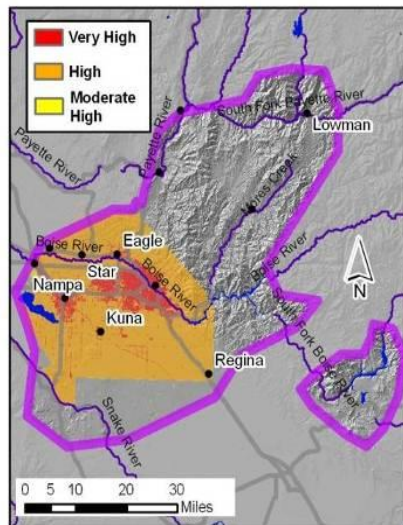 Very High
High
Moderate
High
South Fork Payette River
Lowman
Payette River
Payette River
Mores Creek
Boise River
Eagle
Boise River
Star
Nampa
Boise River
N
Kuna
South Fork Boise River
Regina
Snake River
0 5 10 20 30
Miles